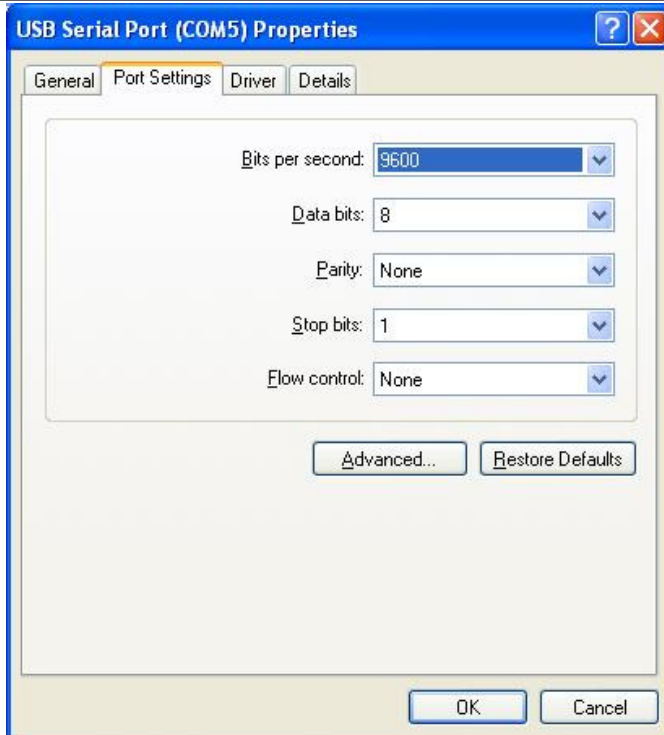 USB Serial Port (COM5) Properties
General Port Settings Driver Details
Bits per second: 9600
Data bits: 8
Parity: None
Stop bits: 1
Flow control: None
Advanced... Restore Defaults
OK Cancel